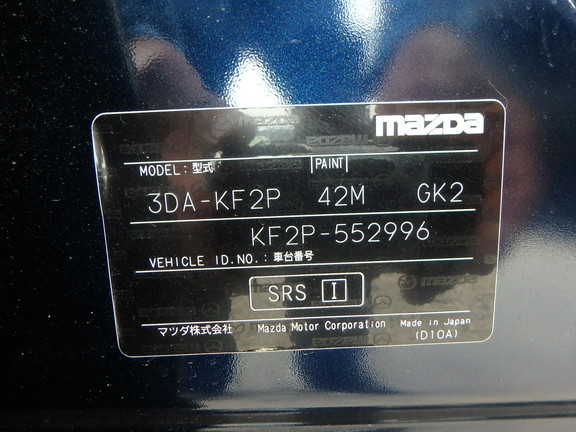 mazda
MODEL: 型式 PAINT
3DA-KF2P 42M GK2
KF2P-552996
VEHICLE ID.NO.: 車台番号
SRS I
マツダ株式会社 Mazda Motor Corporation Made in Japan
(D10A)